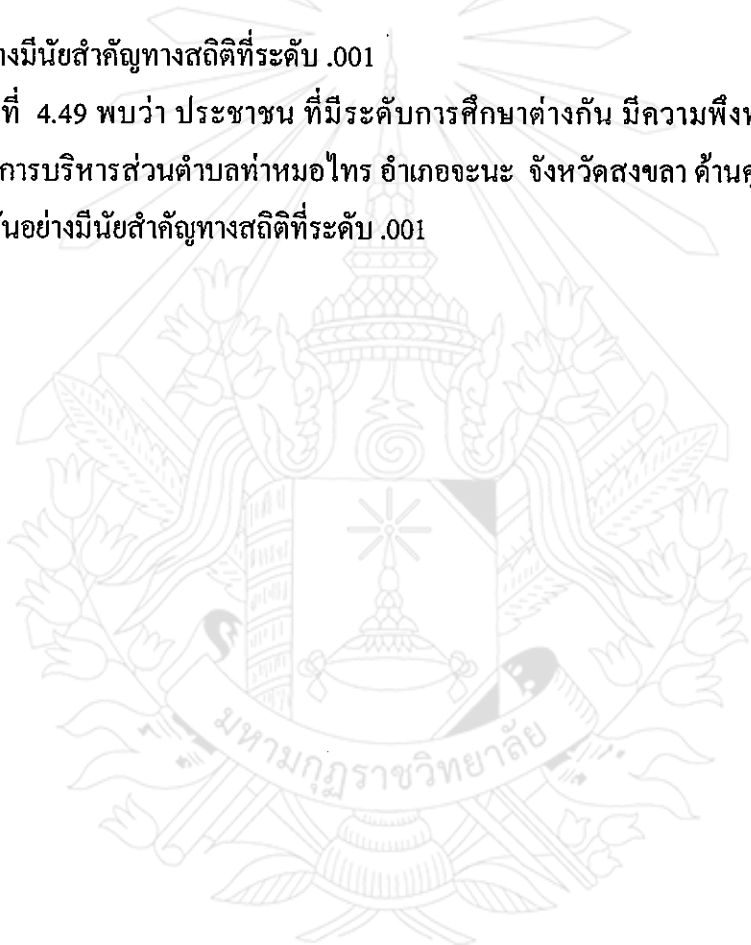 างมีนัยสำคัญทางสถิติที่ระดับ .001
ที่ 4.49 พบว่า ประชาชน ที่มีระดับการศึกษาต่างกัน มีความพึงพ
การบริหารส่วนตำบลท่าหมอไทร อำเภอจะนะ จังหวัดสงขลา ด้านคุ
ันอย่างมีนัยสำคัญทางสถิติที่ระดับ .001
มหามกุฏราชวิทยาลัย